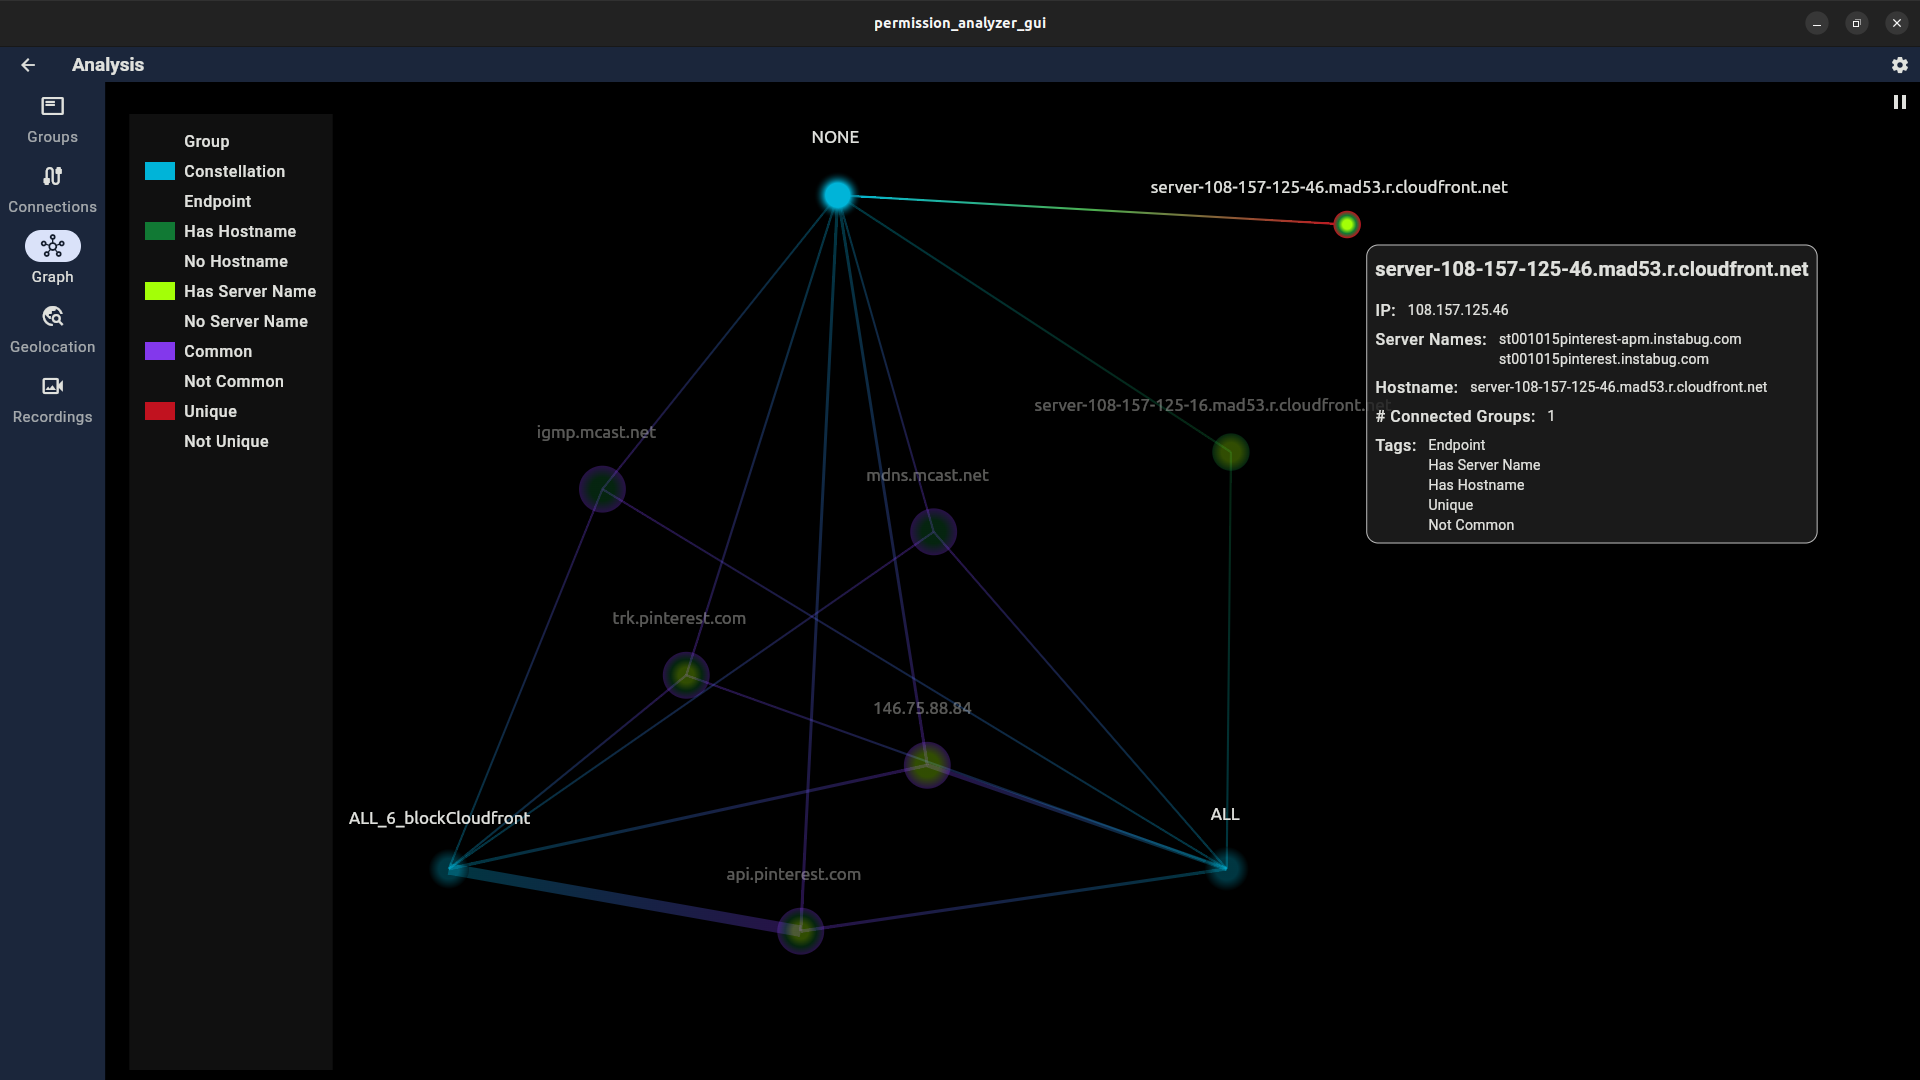 permission_analyzer_gui
Analysis
Groups
Connections
Graph
Geolocation
Recordings
Group
Constellation
Endpoint
Has Hostname
No Hostname
Has Server Name
No Server Name
Common
Not Common
Unique
Not Unique
NONE
server-108-157-125-46.mad53.r.cloudfront.net
server-108-157-125-46.mad53.r.cloudfront.net
IP: 108.157.125.46
Server Names: st001015pinterest-apm.instabug.com
st001015pinterest.instabug.com
Hostname: server-108-157-125-46.mad53.r.cloudfront.net
# Connected Groups: 1
Tags: Endpoint
Has Server Name
Has Hostname
Unique
Not Common
server-108-157-125-16.mad53.r.cloudfront.net
igmp.mcast.net
mdns.mcast.net
trk.pinterest.com
146.75.88.84
ALL_6_blockCloudfront
ALL
api.pinterest.com